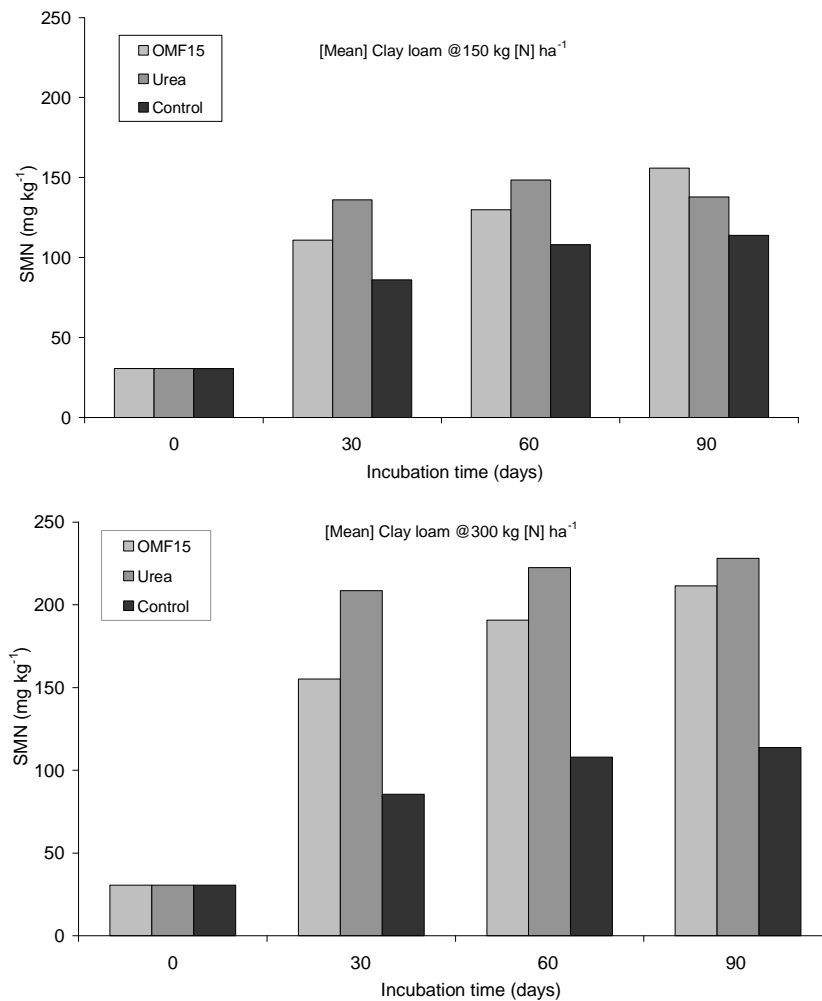 250
200
150
100
50
0
SMN (mg kg⁻¹)
OMF15
Urea
Control
[Mean] Clay loam @150 kg [N] ha⁻¹
0 30 60 90
Incubation time (days)
250
200
150
100
50
0
SMN (mg kg⁻¹)
OMF15
Urea
Control
[Mean] Clay loam @300 kg [N] ha⁻¹
0 30 60 90
Incubation time (days)